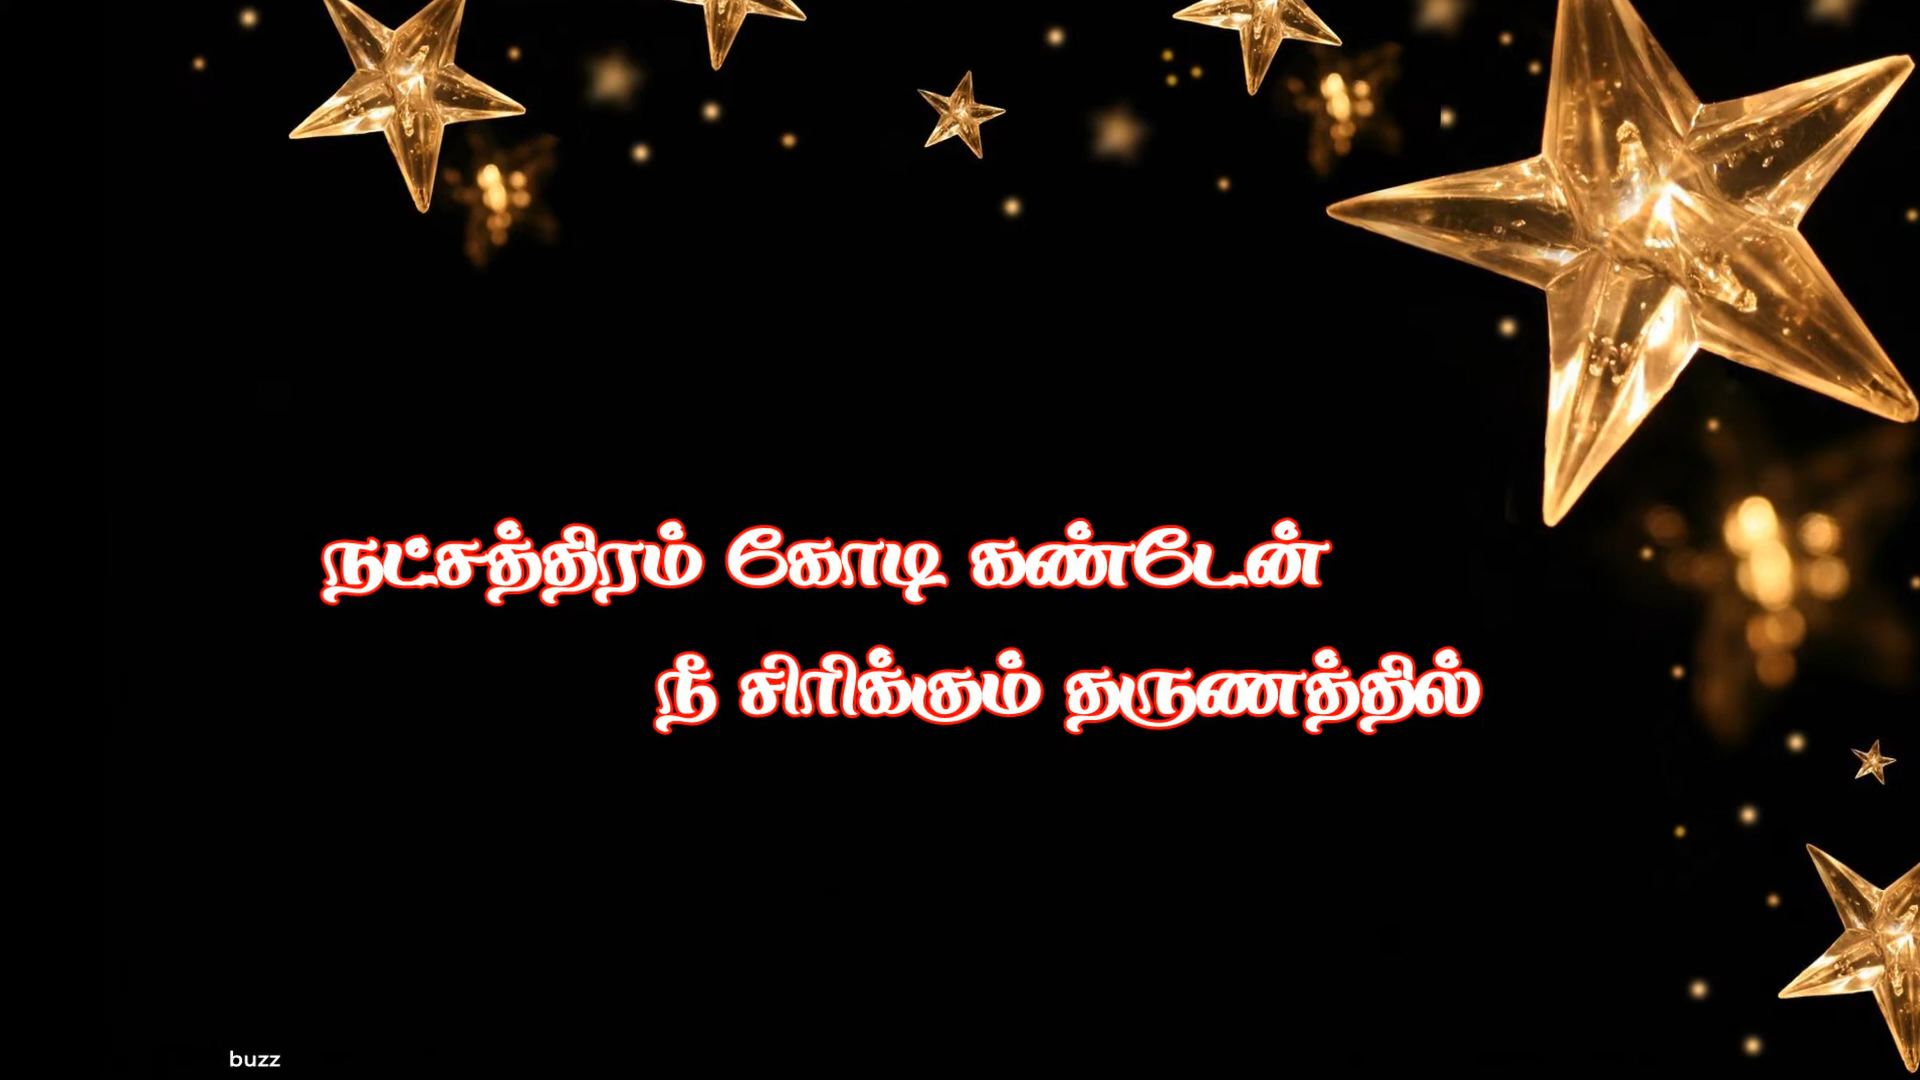 நட்சத்திரம் கோடி கண்டேன்
நீ சிரிக்கும் தருணத்தில்
buzz